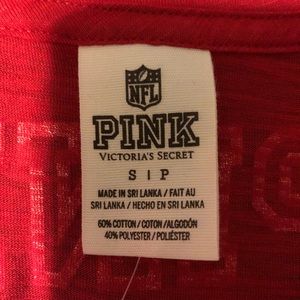 NFL
PINK
VICTORIA'S SECRET
S | P
MADE IN SRI LANKA / FAIT AU
SRI LANKA / HECHO EN SRI LANKA
60% COTTON / COTON / ALGODÓN
40% POLYESTER / POLIÉSTER